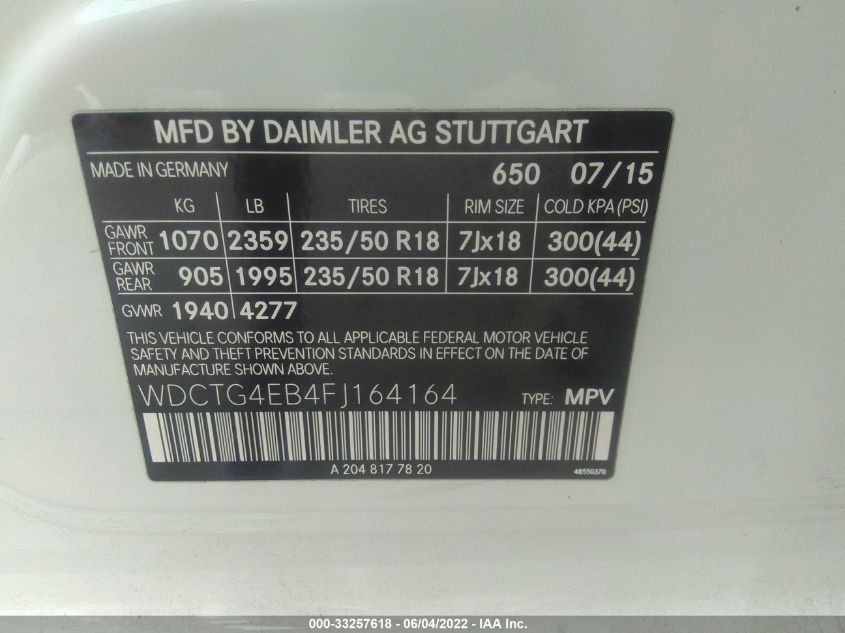 MFD BY DAIMLER AG STUTTGART
MADE IN GERMANY 650 07/15
KG LB TIRES RIM SIZE COLD KPA (PSI)
GAWR FRONT 1070 2359 235/50 R18 7Jx18 300(44)
GAWR REAR 905 1995 235/50 R18 7Jx18 300(44)
GVWR 1940 4277
THIS VEHICLE CONFORMS TO ALL APPLICABLE FEDERAL MOTOR VEHICLE
SAFETY AND THEFT PREVENTION STANDARDS IN EFFECT ON THE DATE OF
MANUFACTURE SHOWN ABOVE.
WDCTG4EB4FJ164164 TYPE: MPV
A 204 817 78 20 48550370
000-33257618 - 06/04/2022 - IAA Inc.